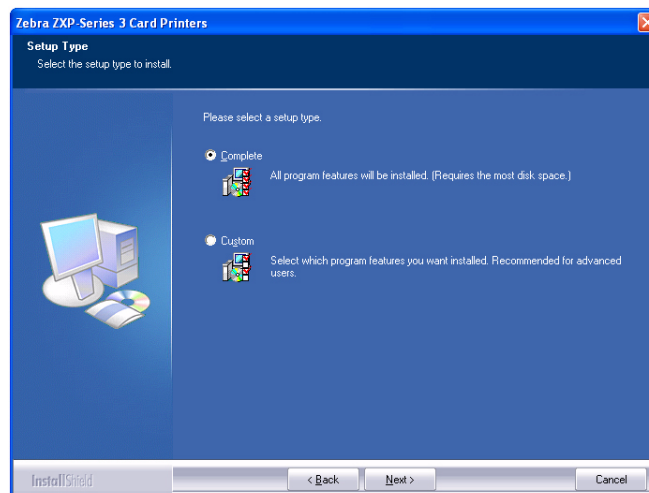 Zebra ZXP-Series 3 Card Printers
Setup Type
Select the setup type to install.
Please select a setup type.
Complete
All program features will be installed. (Requires the most disk space.)
Custom
Select which program features you want installed. Recommended for advanced
users.
InstallShield
< Back
Next >
Cancel